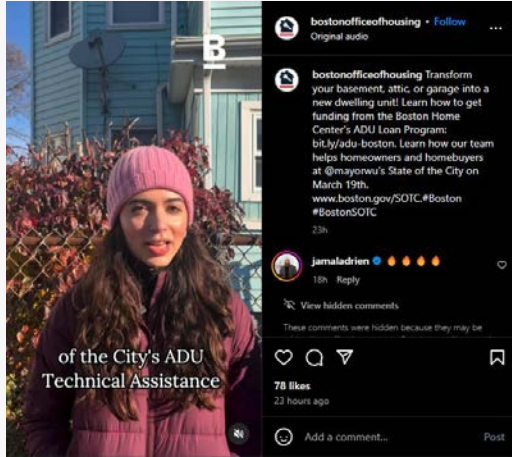 B
of the City's ADU
Technical Assistance
bostonofficeofhousing • Follow
Original audio
bostonofficeofhousing Transform
your basement, attic, or garage into a
new dwelling unit! Learn how to get
funding from the Boston Home
Center's ADU Loan Program:
bit.ly/adu-boston. Learn how our team
helps homeowners and homebuyers
at @mayorwu's State of the City on
March 19th.
www.boston.gov/SOTC.#Boston
#BostonSOTC
23h
jamaladrien 🔥 🔥 🔥 🔥
18h Reply
View hidden comments
These comments were hidden because they may be
78 likes
23 hours ago
Add a comment...
Post